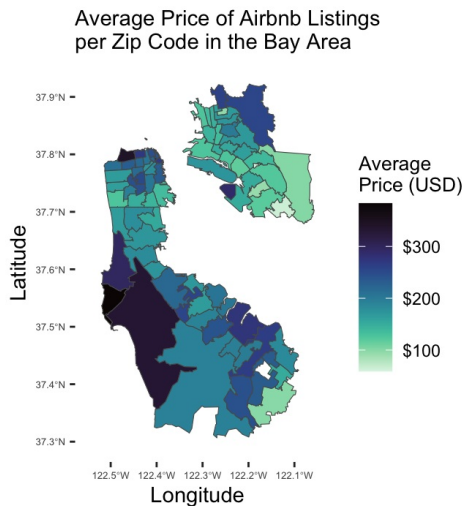 Average Price of Airbnb Listings
per Zip Code in the Bay Area
37.9°N
37.8°N
37.7°N
37.6°N
37.5°N
37.4°N
37.3°N
Latitude
122.5°W 122.4°W 122.3°W 122.2°W 122.1°W
Longitude
Average
Price (USD)
$300
$200
$100